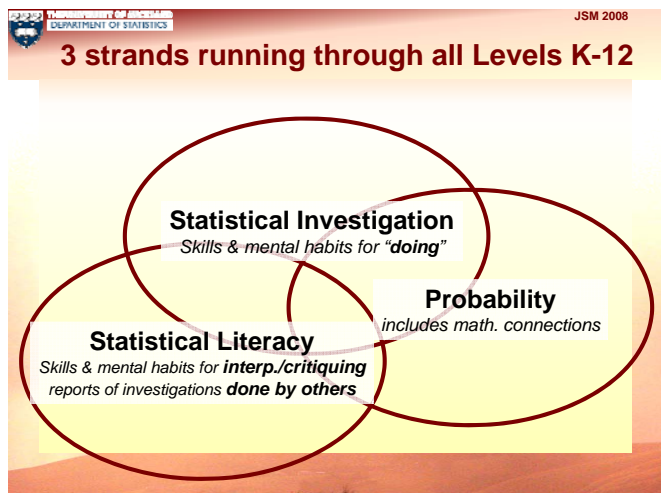 DEPARTMENT OF STATISTICS
JSM 2008
3 strands running through all Levels K-12
Statistical Investigation
Skills & mental habits for “doing”
Probability
includes math. connections
Statistical Literacy
Skills & mental habits for interp./critiquing
reports of investigations done by others